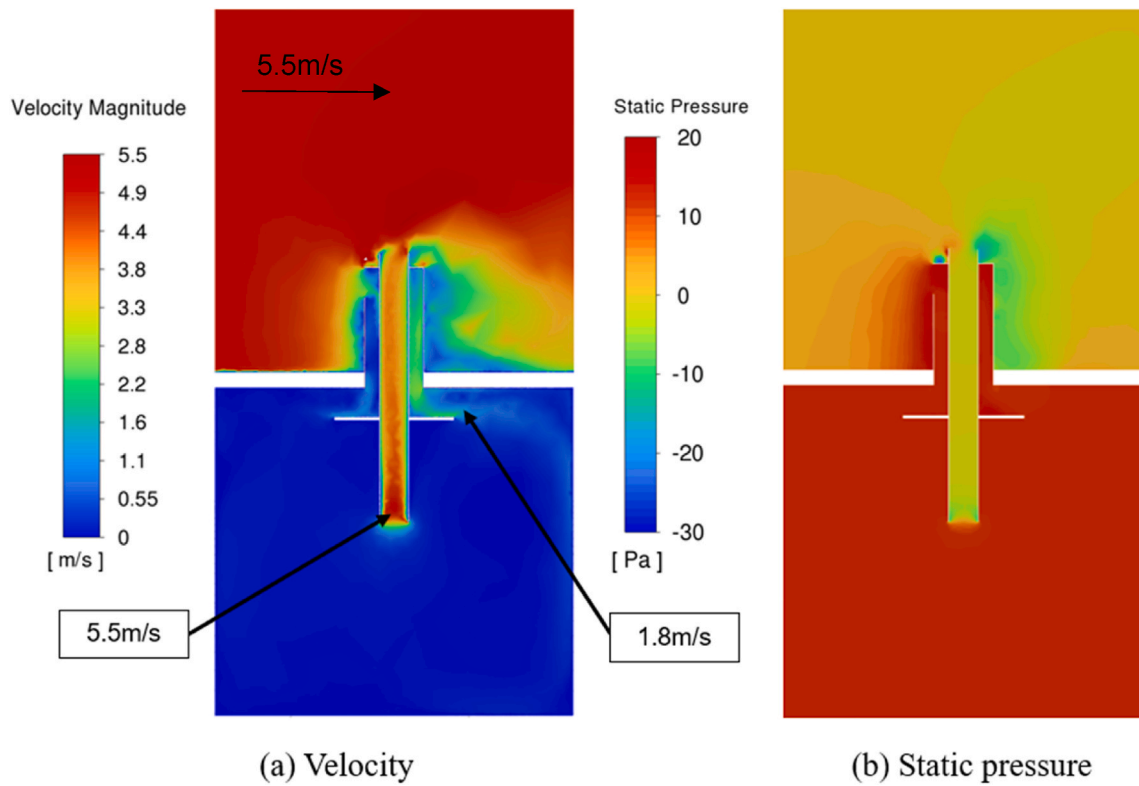 5.5m/s
Velocity Magnitude
5.5
4.9
4.4
3.8
3.3
2.8
2.2
1.6
1.1
0.55
0
[ m/s ]
5.5m/s
1.8m/s
(a) Velocity
Static Pressure
20
10
0
-10
-20
-30
[ Pa ]
(b) Static pressure